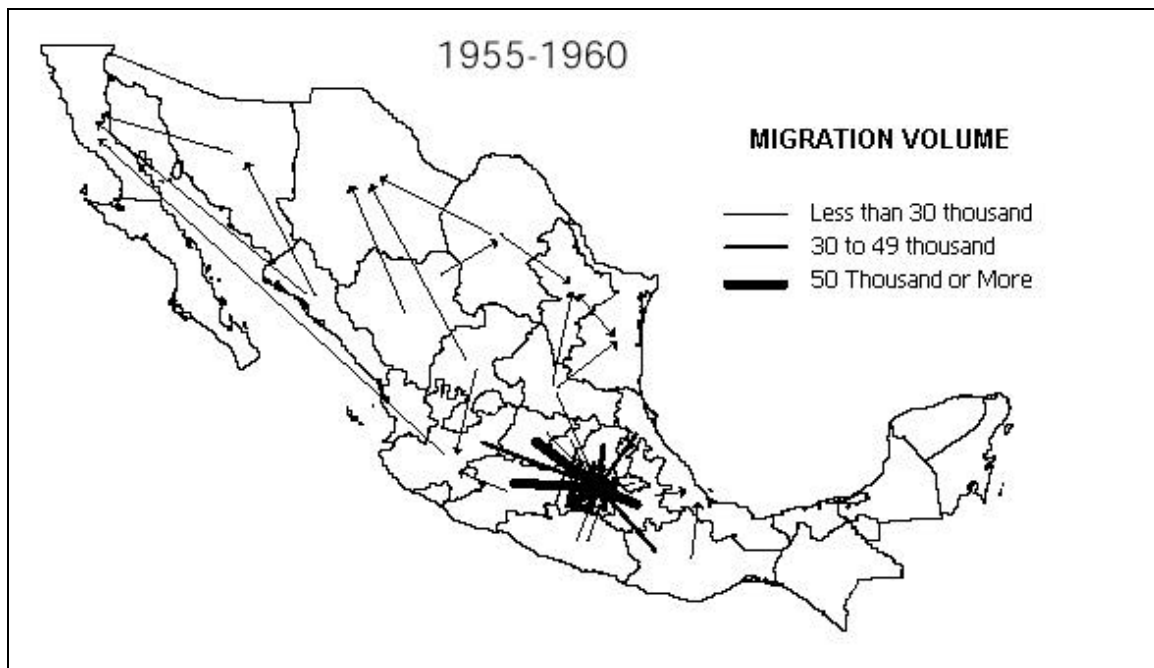 1955-1960
MIGRATION VOLUME
Less than 30 thousand
30 to 49 thousand
50 Thousand or More